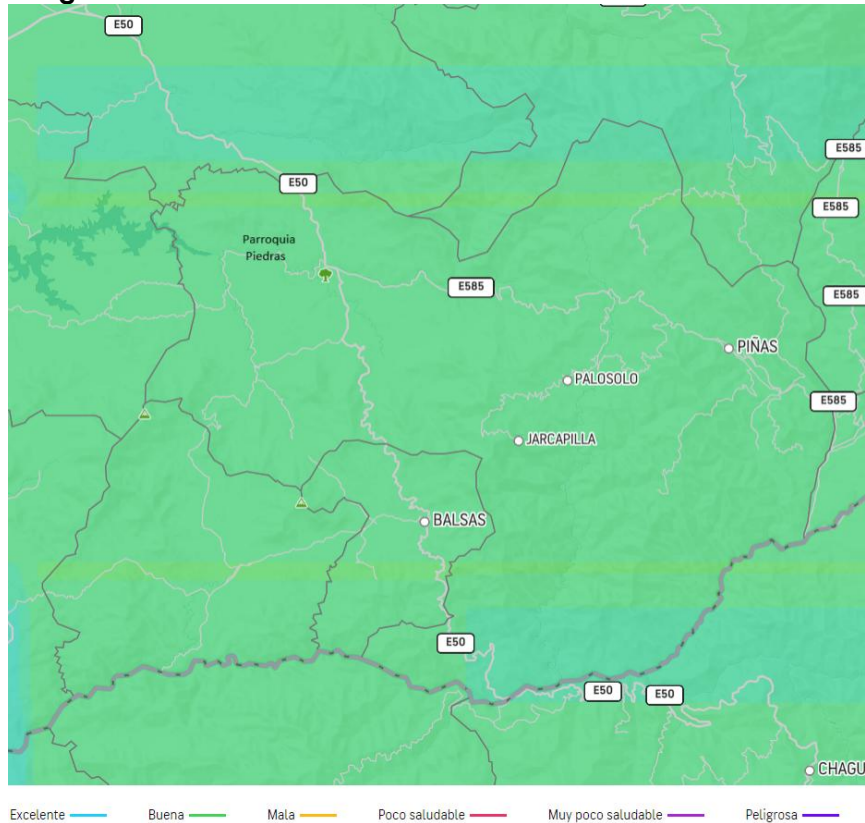 E50
E585
E50
E585
Parroquia
Piedras
E585
E585
PIÑAS
PALOSOLO
E585
JARCAPILLA
BALSAS
E50
E50
E50
CHAGU
Excelente
Buena
Mala
Poco saludable
Muy poco saludable
Peligrosa